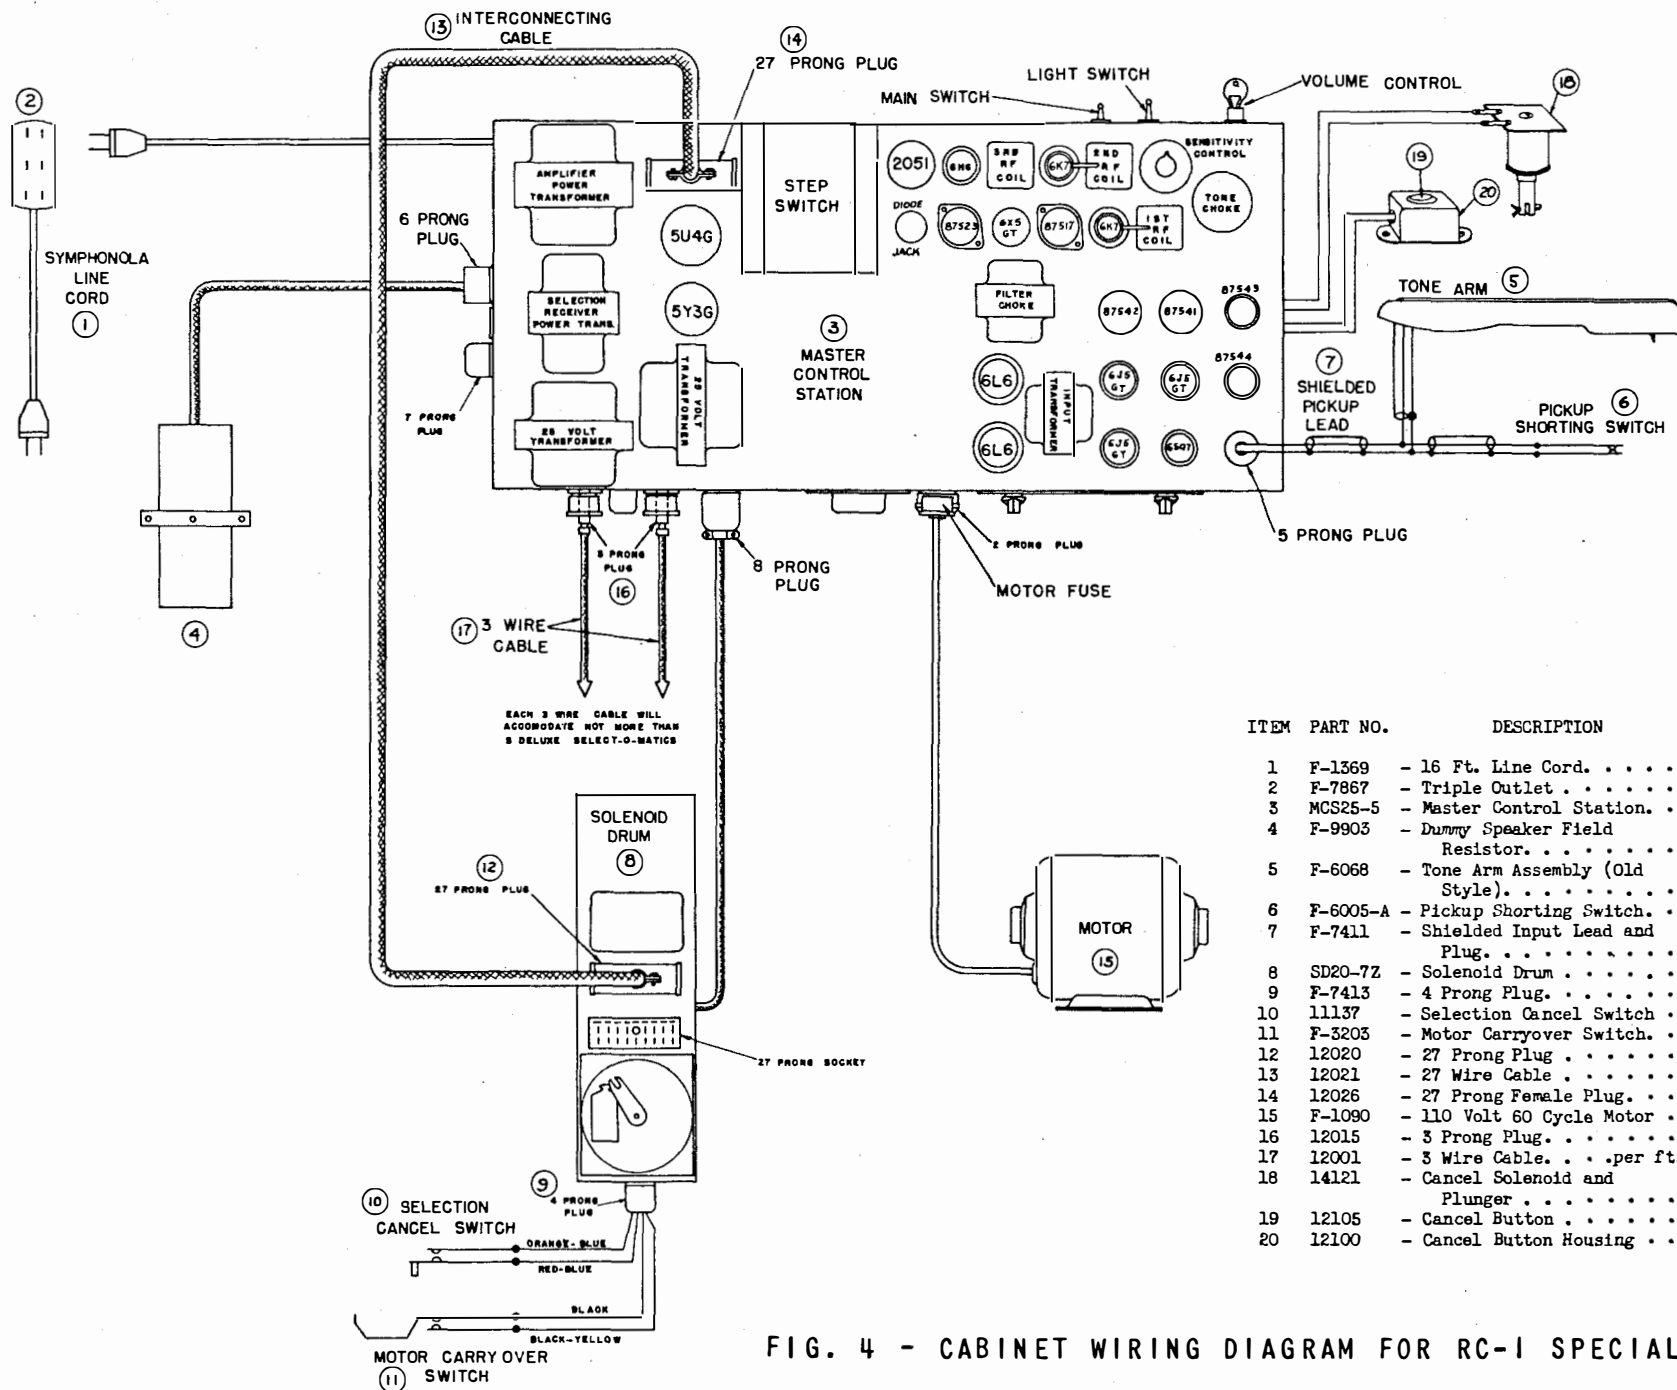 13 INTERCONNECTING
CABLE
14
27 PRONG PLUG
LIGHT SWITCH
MAIN SWITCH
VOLUME CONTROL
18
2
AMPLIFIER
POWER
TRANSFORMER
STEP
SWITCH
2051
6H6
3RD
RF
COIL
6K7
2ND
RF
COIL
SENSITIVITY
CONTROL
TONE
CHOKE
19
20
DIODE
JACK
87523
6X5
GT
87517
6K7
1ST
RF
COIL
6 PRONG
PLUG
5U4G
SYMPHONOLA
LINE
CORD
1
SELECTION
RECEIVER
POWER TRANS.
5Y3G
FILTER
CHOKE
87542
87541
87543
TONE ARM 5
3
MASTER
CONTROL
STATION
7 PRONG
PLUG
25 VOLT
TRANSFORMER
25 VOLT
TRANSFORMER
6L6
INPUT
TRANSFORMER
6J5
GT
6J5
GT
87544
7
SHIELDED
PICKUP
LEAD
PICKUP 6
SHORTING SWITCH
6L6
6J5
GT
6SQ7
3 PRONG
PLUG
16
8 PRONG
PLUG
2 PRONG PLUG
MOTOR FUSE
5 PRONG PLUG
4
17 3 WIRE
CABLE
EACH 3 WIRE CABLE WILL
ACCOMODATE NOT MORE THAN
5 DELUXE SELECT-O-MATICS
SOLENOID
DRUM
8
12
27 PRONG PLUG
MOTOR
15
27 PRONG SOCKET
9
4 PRONG
PLUG
10 SELECTION
CANCEL SWITCH
ORANGE-BLUE
RED-BLUE
BLACK
BLACK-YELLOW
MOTOR CARRY OVER
11 SWITCH
ITEM PART NO. DESCRIPTION
1 F-1369 - 16 Ft. Line Cord. . . . .
2 F-7867 - Triple Outlet . . . . . .
3 MCS25-5 - Master Control Station. .
4 F-9903 - Dummy Speaker Field
Resistor. . . . . . . .
5 F-6068 - Tone Arm Assembly (Old
Style). . . . . . . . .
6 F-6005-A - Pickup Shorting Switch. .
7 F-7411 - Shielded Input Lead and
Plug. . . . . . . . . .
8 SD20-7Z - Solenoid Drum . . . . . .
9 F-7413 - 4 Prong Plug. . . . . . .
10 11137 - Selection Cancel Switch .
11 F-3203 - Motor Carryover Switch. .
12 12020 - 27 Prong Plug . . . . . .
13 12021 - 27 Wire Cable . . . . . .
14 12026 - 27 Prong Female Plug. . .
15 F-1090 - 110 Volt 60 Cycle Motor .
16 12015 - 3 Prong Plug. . . . . . .
17 12001 - 3 Wire Cable. . . .per ft
18 14121 - Cancel Solenoid and
Plunger . . . . . . . .
19 12105 - Cancel Button . . . . . .
20 12100 - Cancel Button Housing . .
FIG. 4 - CABINET WIRING DIAGRAM FOR RC-1 SPECIAL